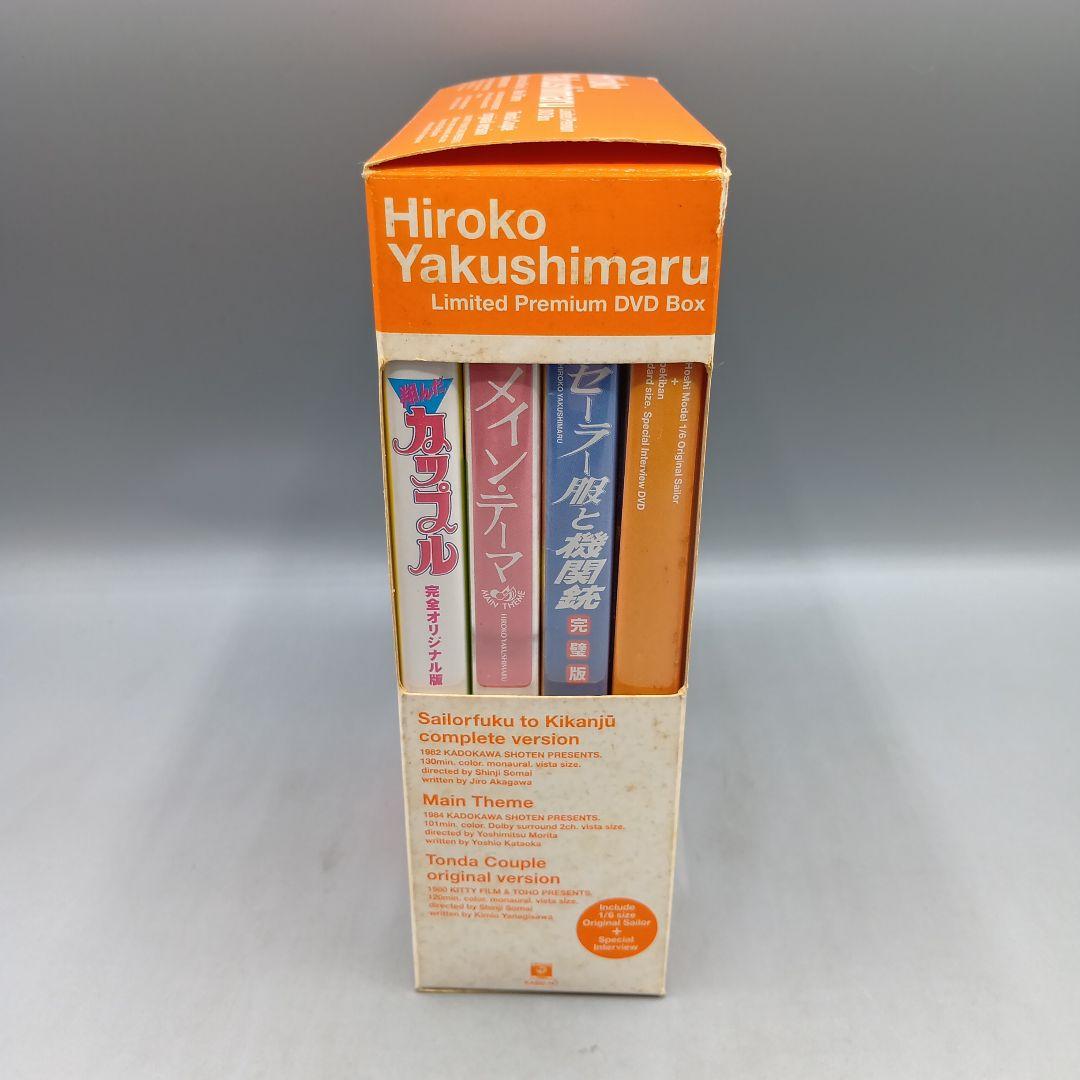 Hiroko
Yakushimaru
Limited Premium DVD Box
翔んだ
カップル
完全オリジナル版
メイン・テーマ
MAIN THEME
HIROKO YAKUSHIMARU
セーラー服と機関銃
HIROKO YAKUSHIMARU
完璧版
Hoshi Model 1/6 Original Sailor
+
pekiban
dard size. Special Interview DVD
Sailorfuku to Kikanjū
complete version
1982 KADOKAWA SHOTEN PRESENTS.
130min. color. monaural. vista size.
directed by Shinji Somai
written by Jiro Akagawa
Main Theme
1984 KADOKAWA SHOTEN PRESENTS.
101min. color. Dolby surround 2ch. vista size.
directed by Yoshimitsu Morita
written by Yoshio Kataoka
Tonda Couple
original version
1980 KITTY FILM & TOHO PRESENTS.
120min. color. monaural. vista size.
directed by Shinji Somai
written by Kimio Yanagisawa
Include
1/6 size
Original Sailor
+
Special
Interview